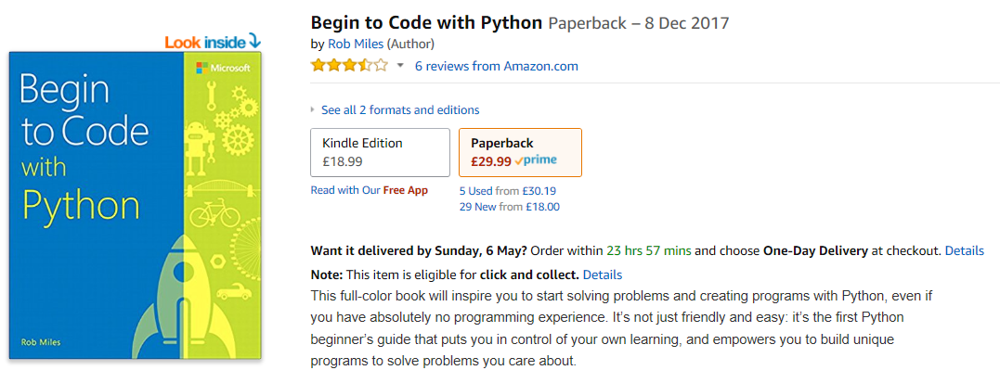 Look inside
Microsoft
Begin
to Code
with
Python
Rob Miles
Begin to Code with Python Paperback – 8 Dec 2017
by Rob Miles (Author)
6 reviews from Amazon.com
See all 2 formats and editions
Kindle Edition
£18.99
Read with Our Free App
Paperback
£29.99 prime
5 Used from £30.19
29 New from £18.00
Want it delivered by Sunday, 6 May? Order within 23 hrs 57 mins and choose One-Day Delivery at checkout. Details
Note: This item is eligible for click and collect. Details
This full-color book will inspire you to start solving problems and creating programs with Python, even if
you have absolutely no programming experience. It’s not just friendly and easy: it’s the first Python
beginner’s guide that puts you in control of your own learning, and empowers you to build unique
programs to solve problems you care about.